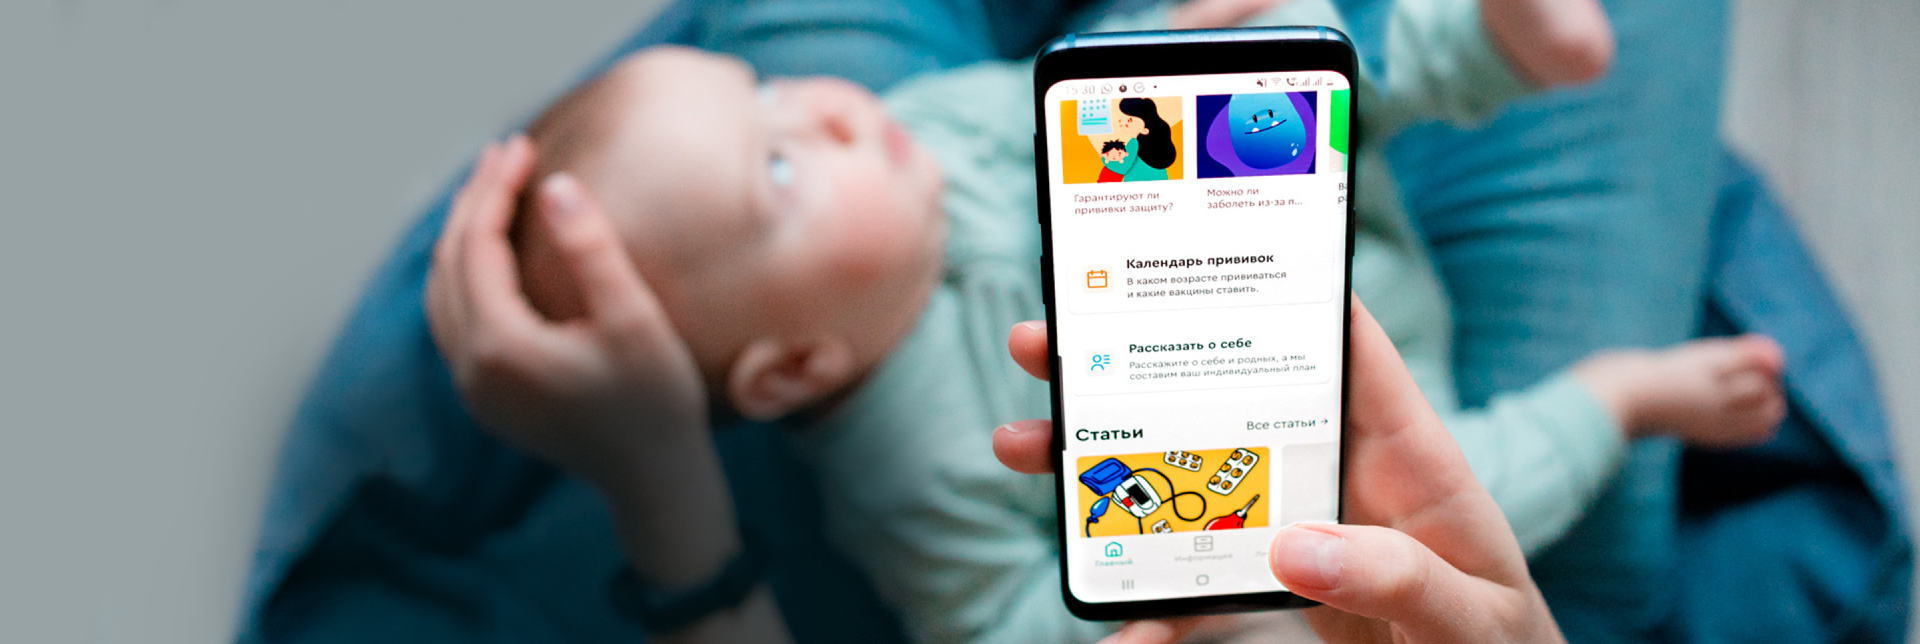 15 30
Гарантируют ли
прививки защиту?
Можно ли
заболеть из-за п...
Календарь прививок
В каком возрасте прививаться
и какие вакцины ставить.
Рассказать о себе
Расскажите о себе и родных, а мы
составим ваш индивидуальный план
Статьи
Все статьи →
Главный
Информация